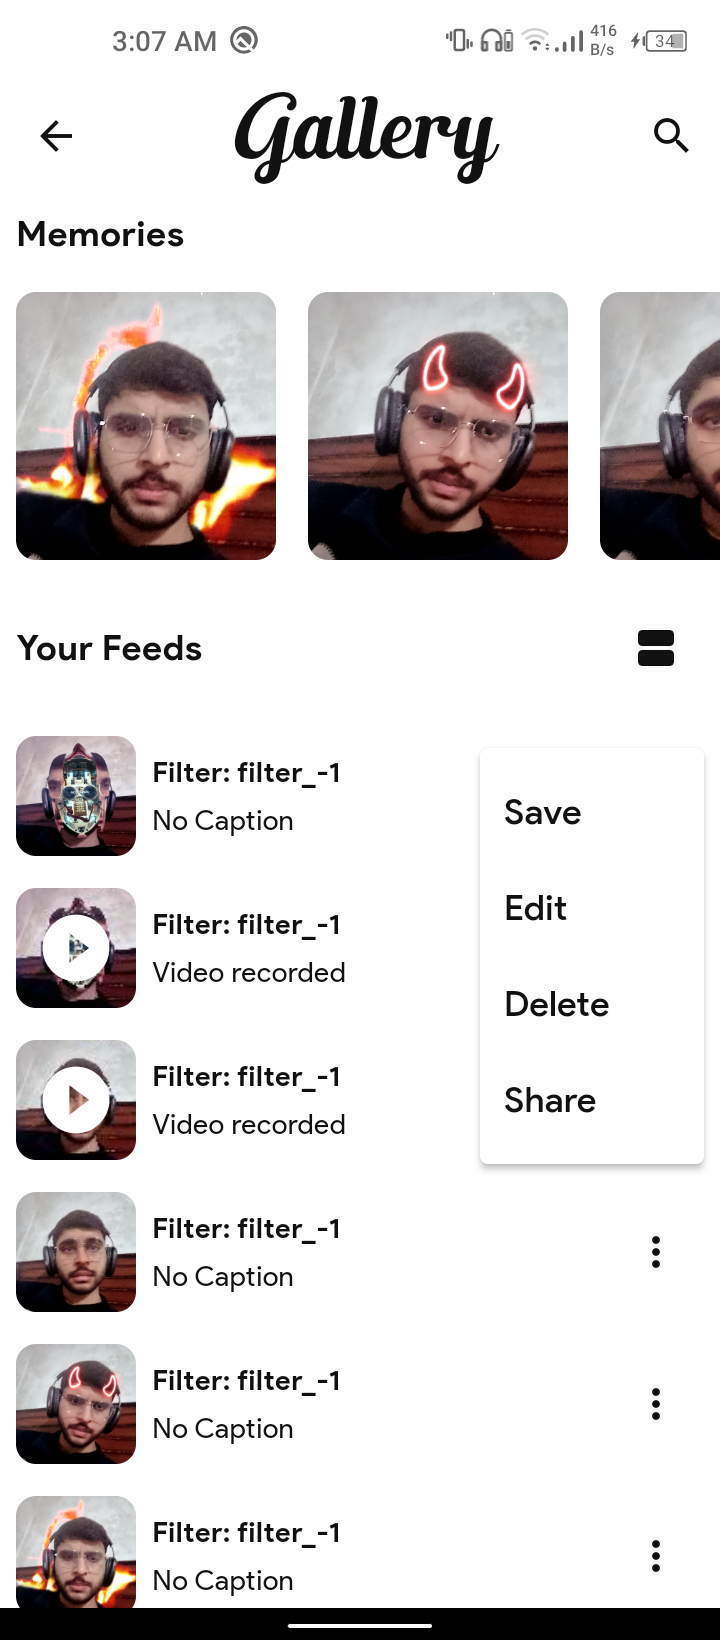 3:07 AM 416 B/s 34
Gallery
Memories
Your Feeds
Filter: filter_-1
No Caption
Filter: filter_-1
Video recorded
Filter: filter_-1
Video recorded
Save
Edit
Delete
Share
Filter: filter_-1
No Caption
Filter: filter_-1
No Caption
Filter: filter_-1
No Caption